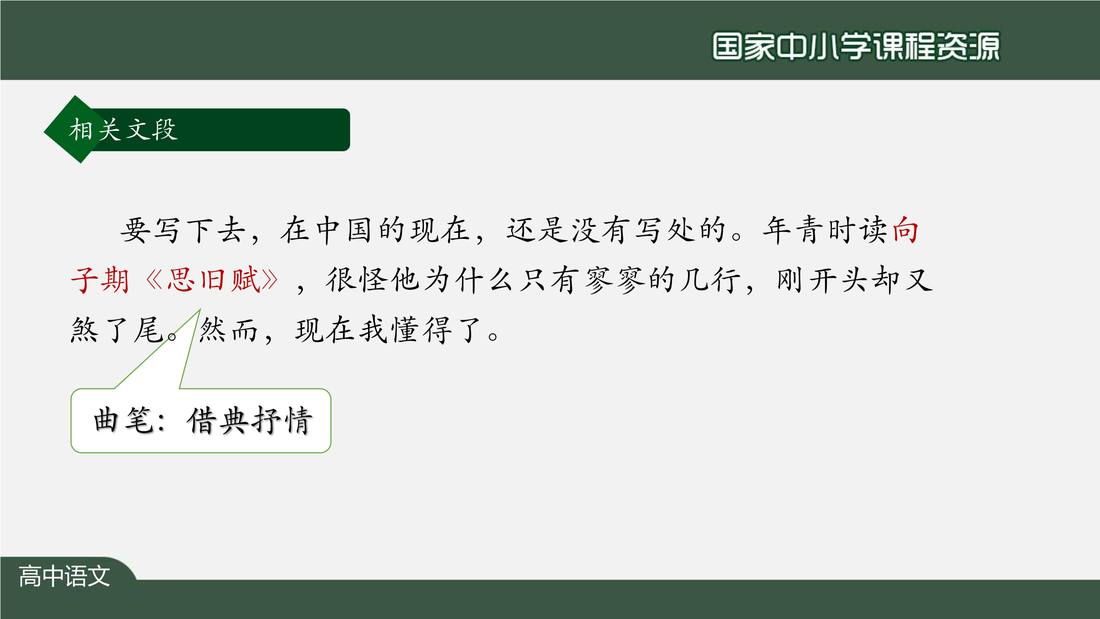 国家中小学课程资源
相关文段
要写下去，在中国的现在，还是没有写处的。年青时读向
子期《思旧赋》，很怪他为什么只有寥寥的几行，刚开头却又
煞了尾。然而，现在我懂得了。
曲笔：借典抒情
高中语文